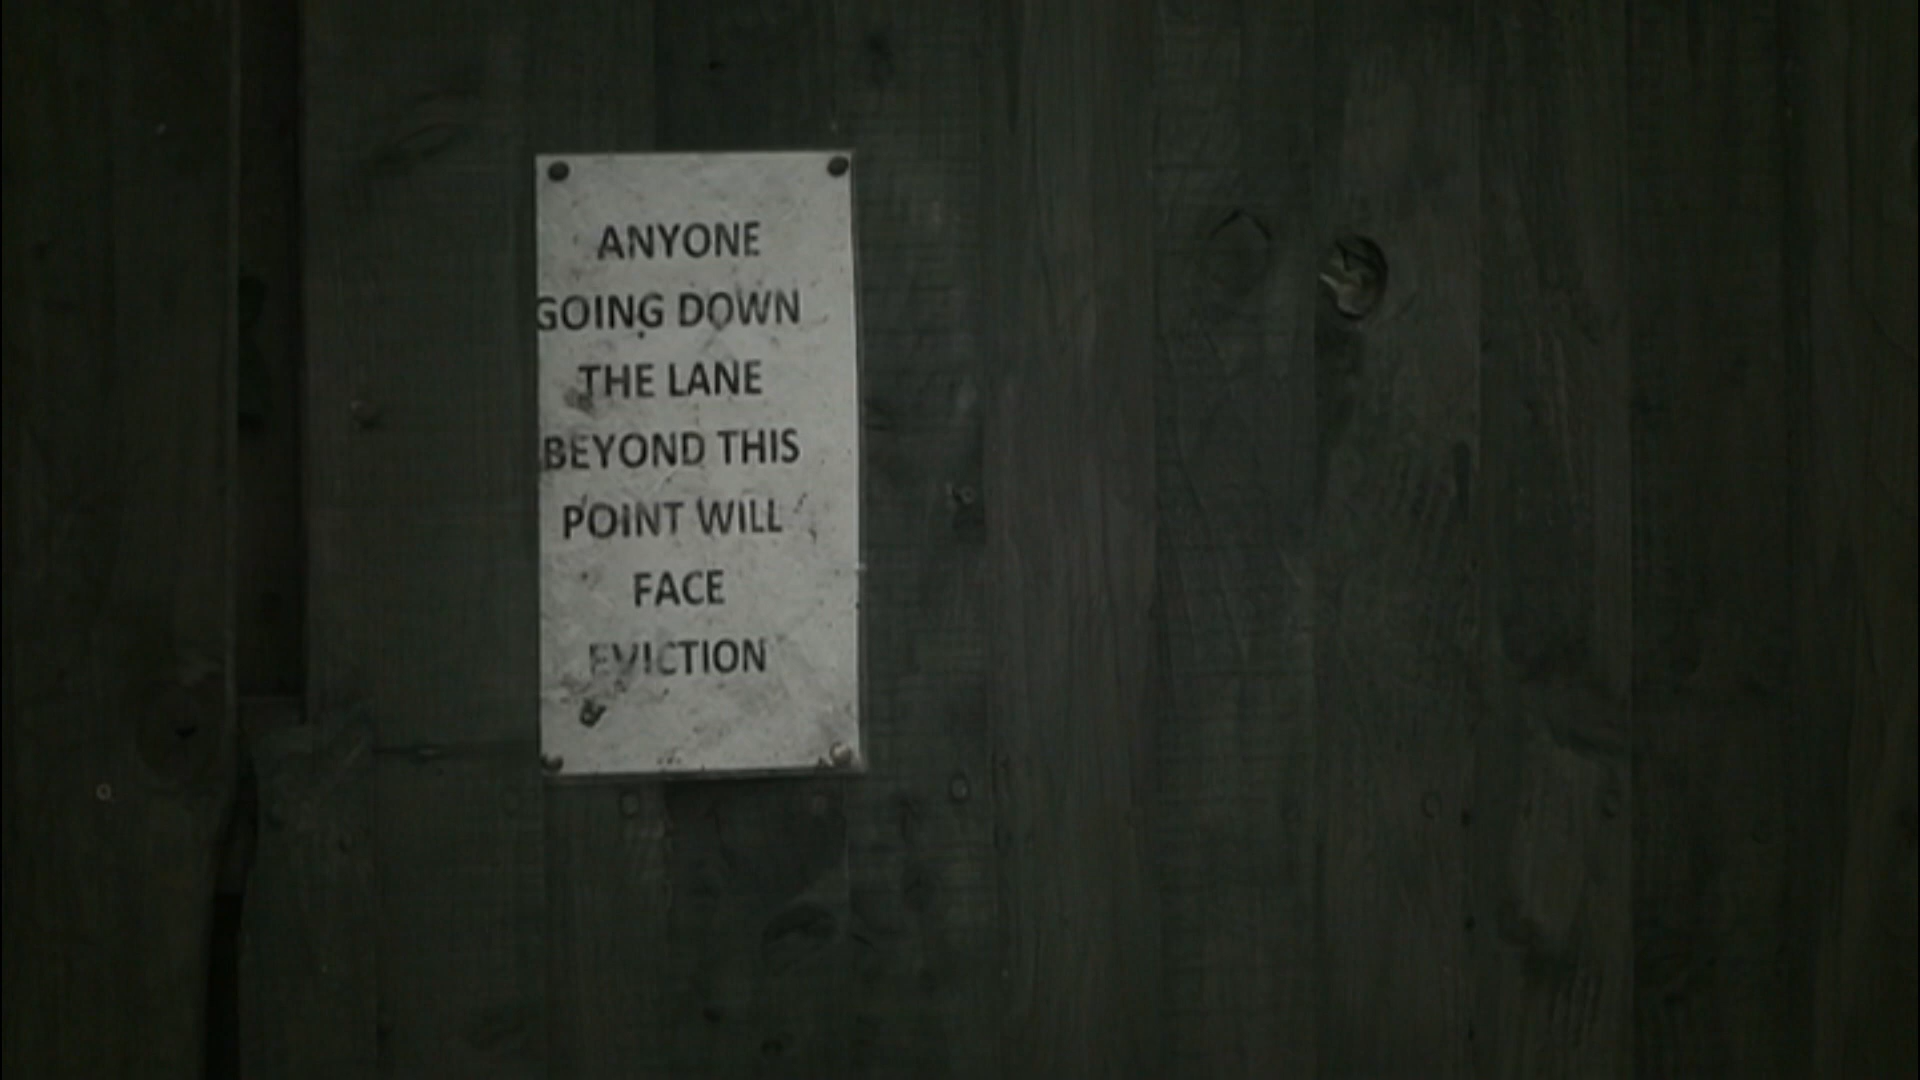 ANYONE
GOING DOWN
THE LANE
BEYOND THIS
POINT WILL
FACE
EVICTION